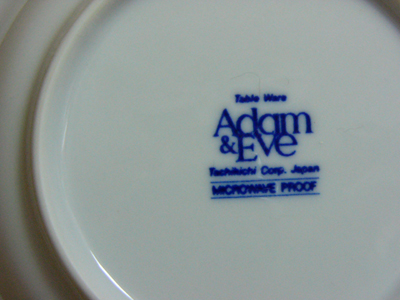 Table Ware
Adam
& Eve
Tachikichi Corp. Japan
MICROWAVE PROOF